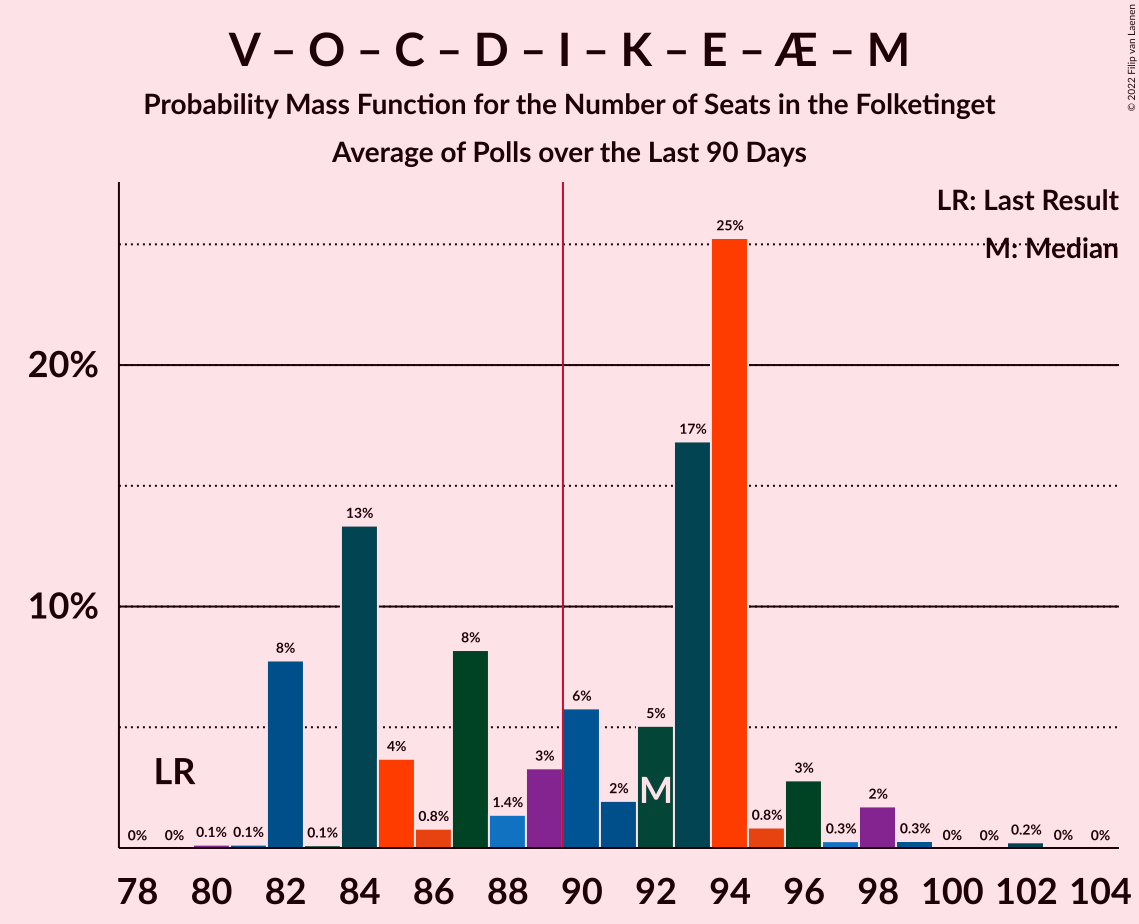 V – O – C – D – I – K – E – Æ – M
Probability Mass Function for the Number of Seats in the Folketinget
Average of Polls over the Last 90 Days
© 2022 Filip van Laenen
LR: Last Result
M: Median
20%
10%
LR
M
0% 0% 0.1% 0.1% 8% 0.1% 13% 4% 0.8% 8% 1.4% 3% 6% 2% 5% 17% 25% 0.8% 3% 0.3% 2% 0.3% 0% 0% 0.2% 0% 0%
78 80 82 84 86 88 90 92 94 96 98 100 102 104